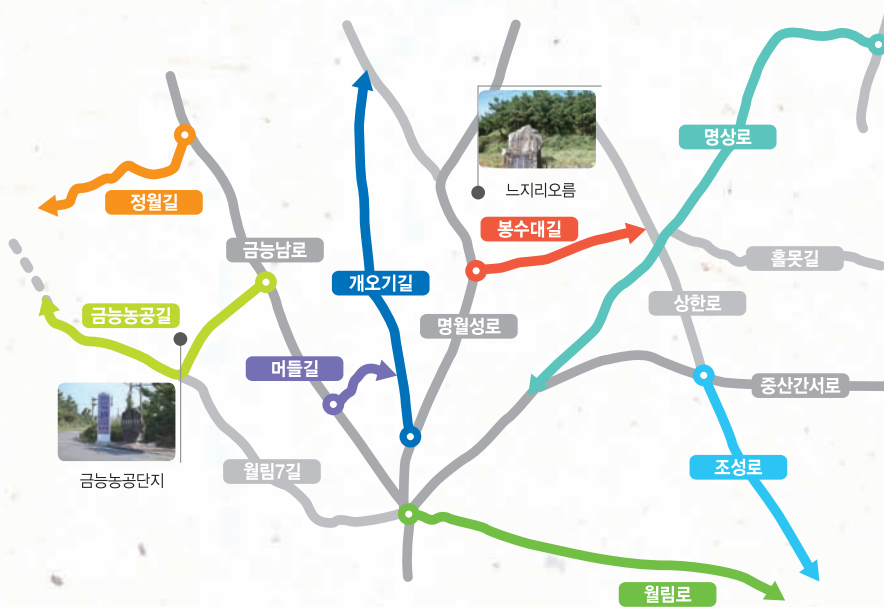 명상로
느지리오름
정월길
봉수대길
금능남로
홀못길
개오기길
상한로
금능농공길
명월성로
머들길
중산간서로
월림7길
조성로
금능농공단지
월림로